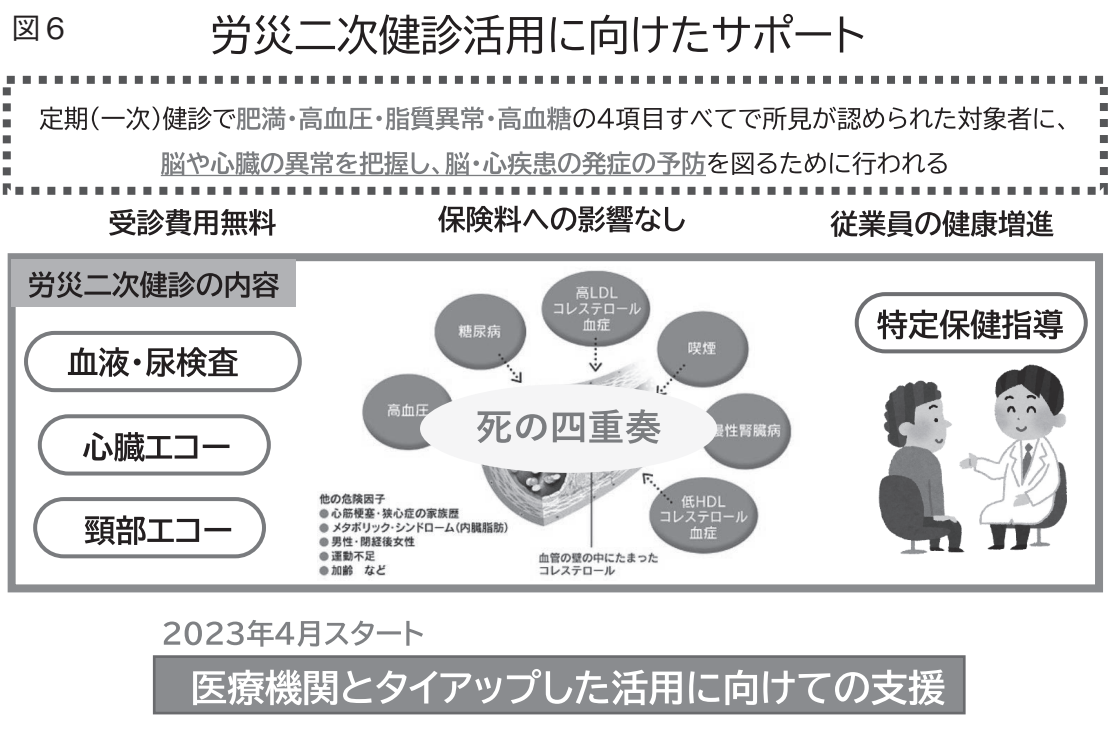 図6
労災二次健診活用に向けたサポート
定期(一次)健診で肥満・高血圧・脂質異常・高血糖の4項目すべてで所見が認められた対象者に、
脳や心臓の異常を把握し、脳・心疾患の発症の予防を図るために行われる
受診費用無料
保険料への影響なし
従業員の健康増進
労災二次健診の内容
血液・尿検査
心臓エコー
頸部エコー
高血圧
糖尿病
高LDL
コレステロール
血症
喫煙
慢性腎臓病
低HDL
コレステロール
血症
死の四重奏
他の危険因子
●心筋梗塞・狭心症の家族歴
●メタボリック・シンドローム(内臓脂肪)
●男性・閉経後女性
●運動不足
●加齢 など
血管の壁の中にたまった
コレステロール
特定保健指導
2023年4月スタート
医療機関とタイアップした活用に向けての支援